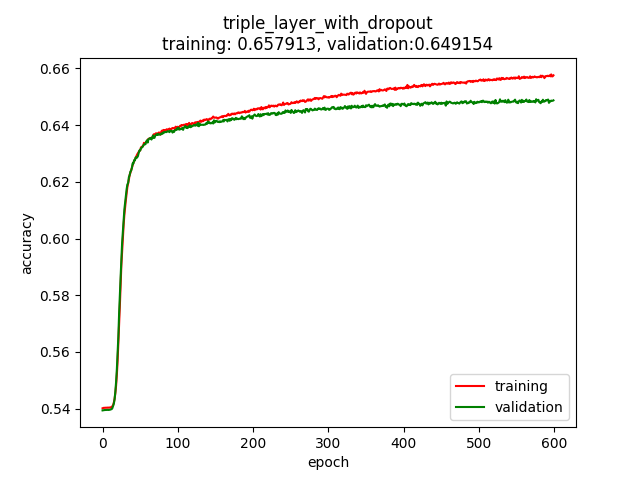 triple_layer_with_dropout
training: 0.657913, validation:0.649154
0.66
0.64
0.62
0.60
0.58
0.56
0.54
accuracy
0 100 200 300 400 500 600
epoch
training
validation